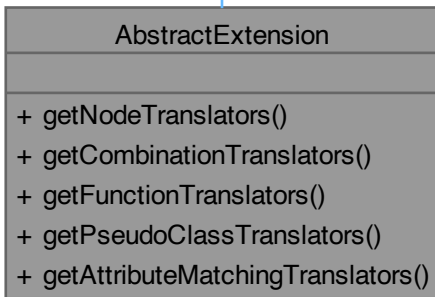 AbstractExtension
+ getNodeTranslators()
+ getCombinationTranslators()
+ getFunctionTranslators()
+ getPseudoClassTranslators()
+ getAttributeMatchingTranslators()